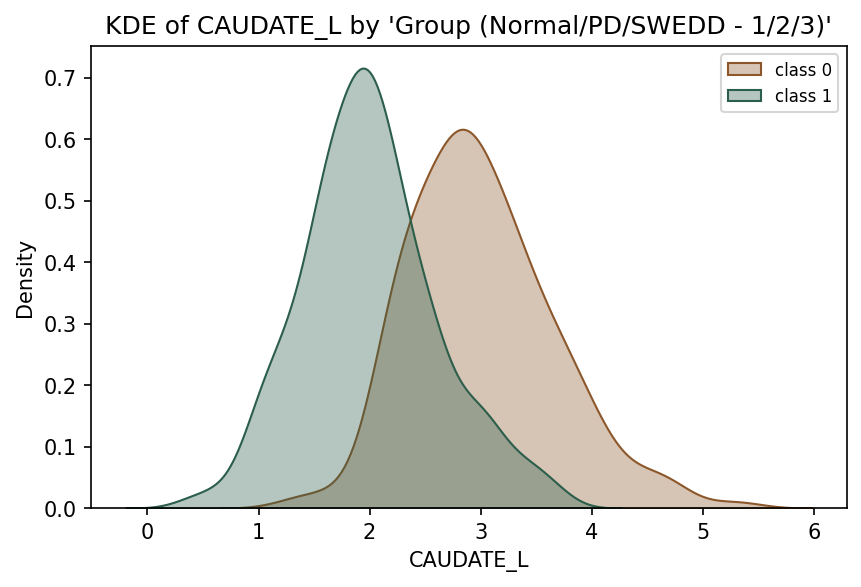 KDE of CAUDATE_L by 'Group (Normal/PD/SWEDD - 1/2/3)'
class 0
class 1
Density
0.7
0.6
0.5
0.4
0.3
0.2
0.1
0.0
0 1 2 3 4 5 6
CAUDATE_L